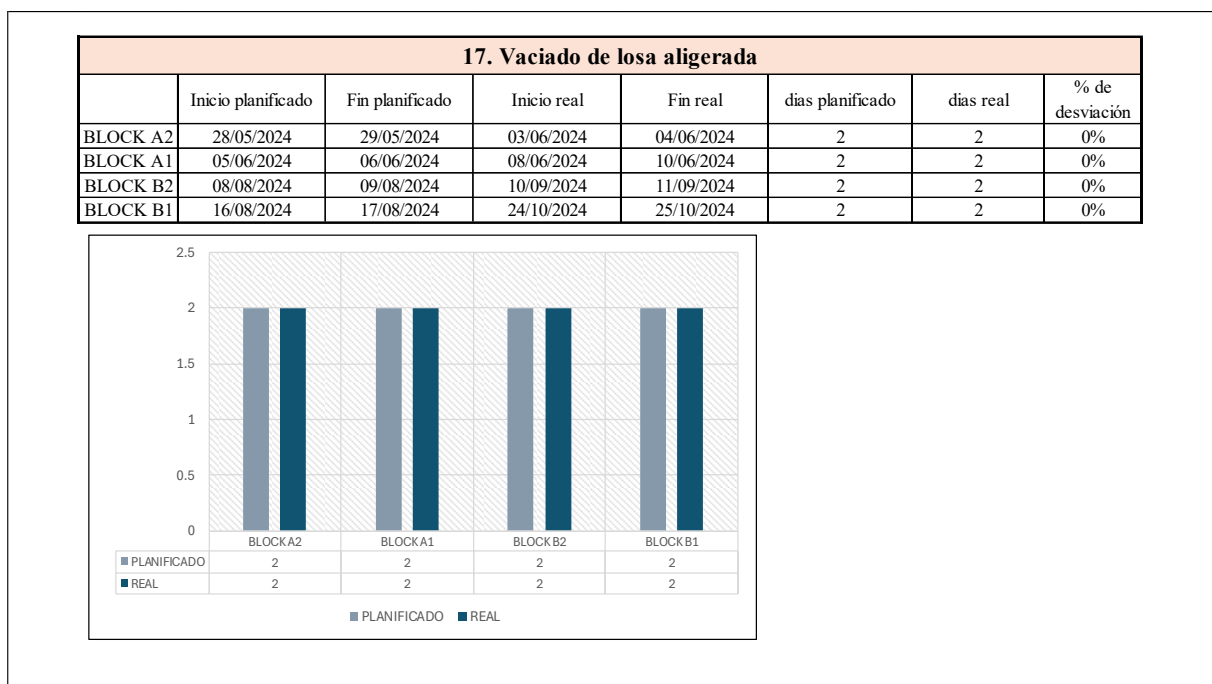 17. Vaciado de losa aligerada
Inicio planificado Fin planificado Inicio real Fin real dias planificado dias real % de desviación
BLOCK A2 28/05/2024 29/05/2024 03/06/2024 04/06/2024 2 2 0%
BLOCK A1 05/06/2024 06/06/2024 08/06/2024 10/06/2024 2 2 0%
BLOCK B2 08/08/2024 09/08/2024 10/09/2024 11/09/2024 2 2 0%
BLOCK B1 16/08/2024 17/08/2024 24/10/2024 25/10/2024 2 2 0%
2.5
2
1.5
1
0.5
0
BLOCK A2 BLOCK A1 BLOCK B2 BLOCK B1
PLANIFICADO 2 2 2 2
REAL 2 2 2 2
PLANIFICADO REAL